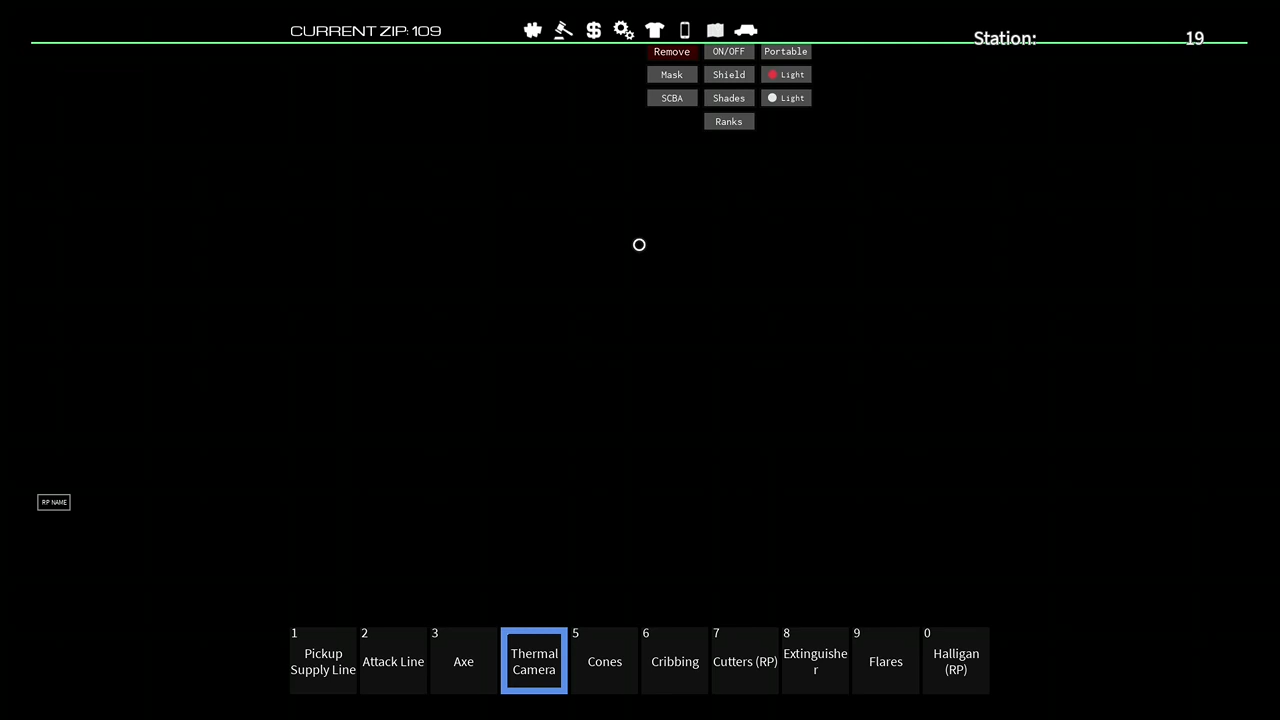 CURRENT ZIP: 109
Station: 19
Remove ON/OFF Portable
Mask Shield Light
SCBA Shades Light
Ranks
RP NAME
1 2 3 5 6 7 8 9 0
Pickup
Supply Line
Attack Line
Axe
Thermal
Camera
Cones
Cribbing
Cutters (RP)
Extinguishe
r
Flares
Halligan
(RP)